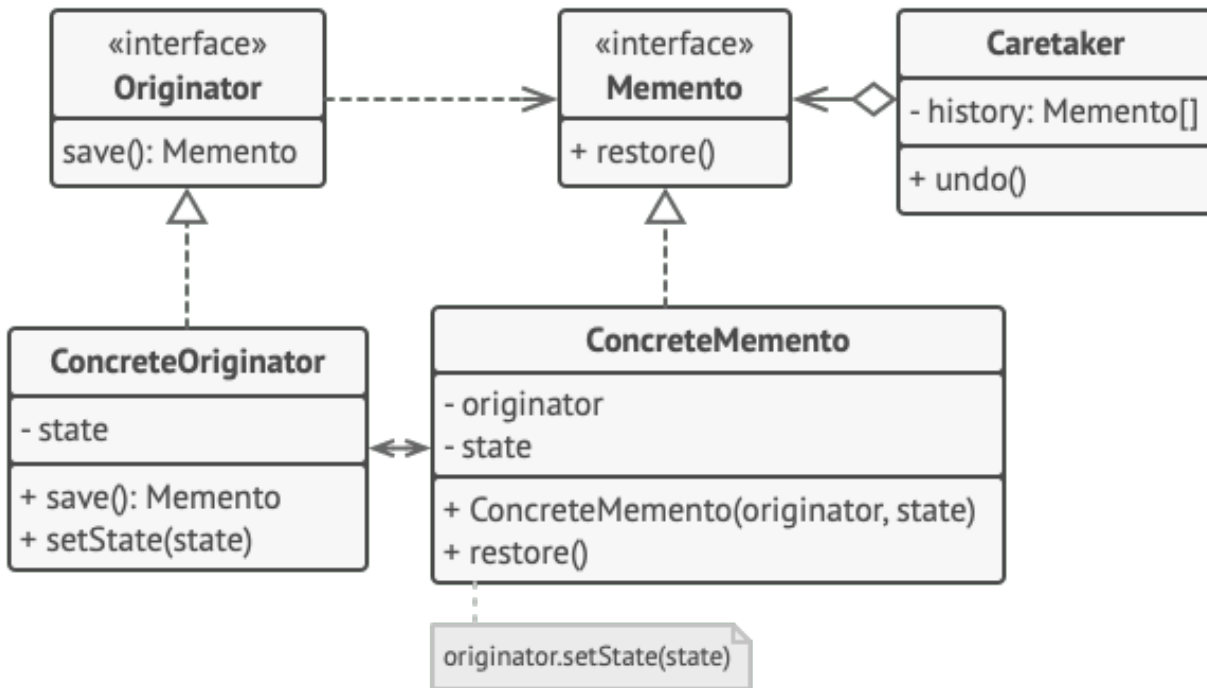 «interface»
Originator
save(): Memento
«interface»
Memento
+ restore()
Caretaker
- history: Memento[]
+ undo()
ConcreteOriginator
- state
+ save(): Memento
+ setState(state)
ConcreteMemento
- originator
- state
+ ConcreteMemento(originator, state)
+ restore()
originator.setState(state)